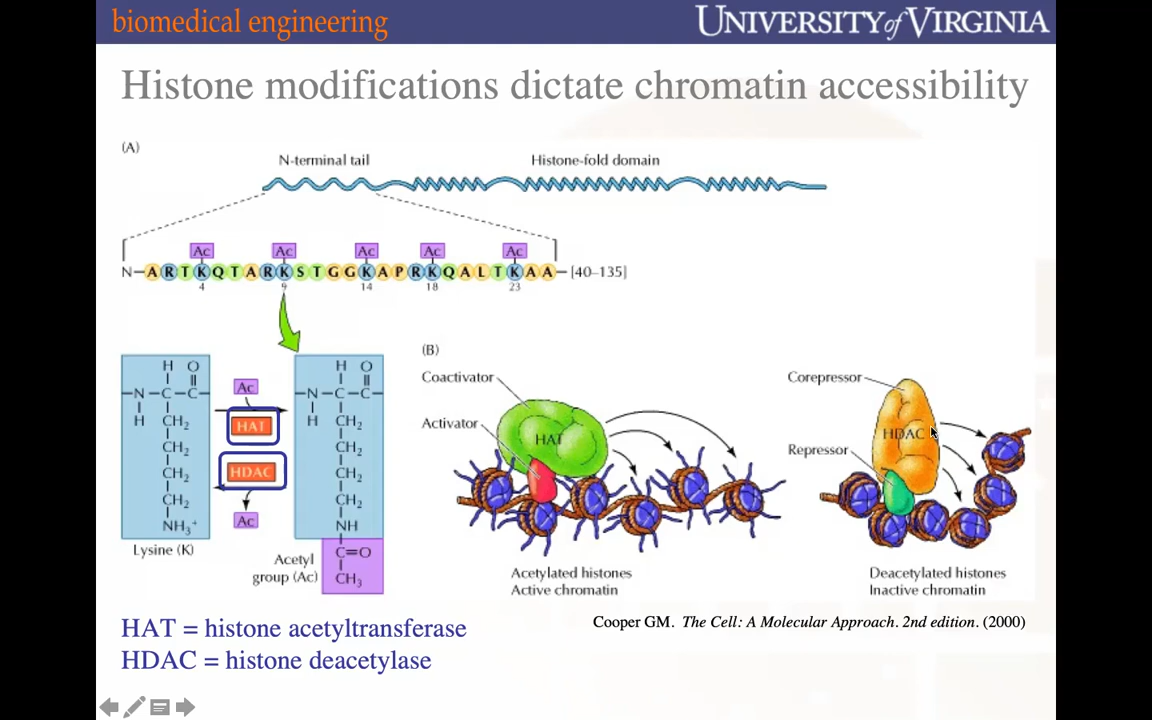 biomedical engineering
UNIVERSITY of VIRGINIA
Histone modifications dictate chromatin accessibility
(A)
N-terminal tail
Histone-fold domain
Ac Ac Ac Ac Ac
N–ARTKQTARKSTGGKAPRKQALTKAA–[40–135]
4 9 14 18 23
H O
–N–C–C–
H CH₂
CH₂
CH₂
CH₂
NH₃⁺
Lysine (K)
Ac
HAT
HDAC
Ac
H O
–N–C–C–
H CH₂
CH₂
CH₂
CH₂
NH
C=O
CH₃
Acetyl
group (Ac)
(B)
Coactivator
Activator
HAT
Acetylated histones
Active chromatin
Corepressor
HDAC
Repressor
Deacetylated histones
Inactive chromatin
HAT = histone acetyltransferase
HDAC = histone deacetylase
Cooper GM. The Cell: A Molecular Approach. 2nd edition. (2000)